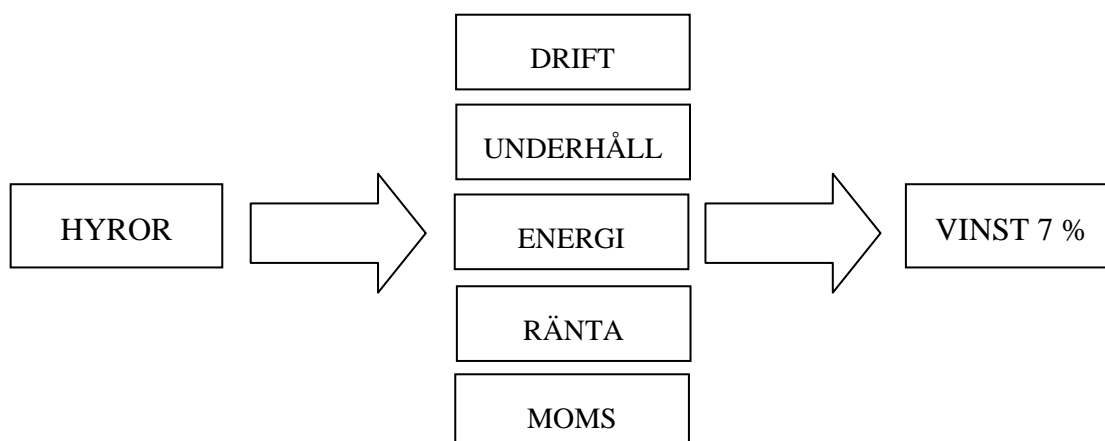 DRIFT
UNDERHÅLL
HYROR
ENERGI
VINST 7 %
RÄNTA
MOMS